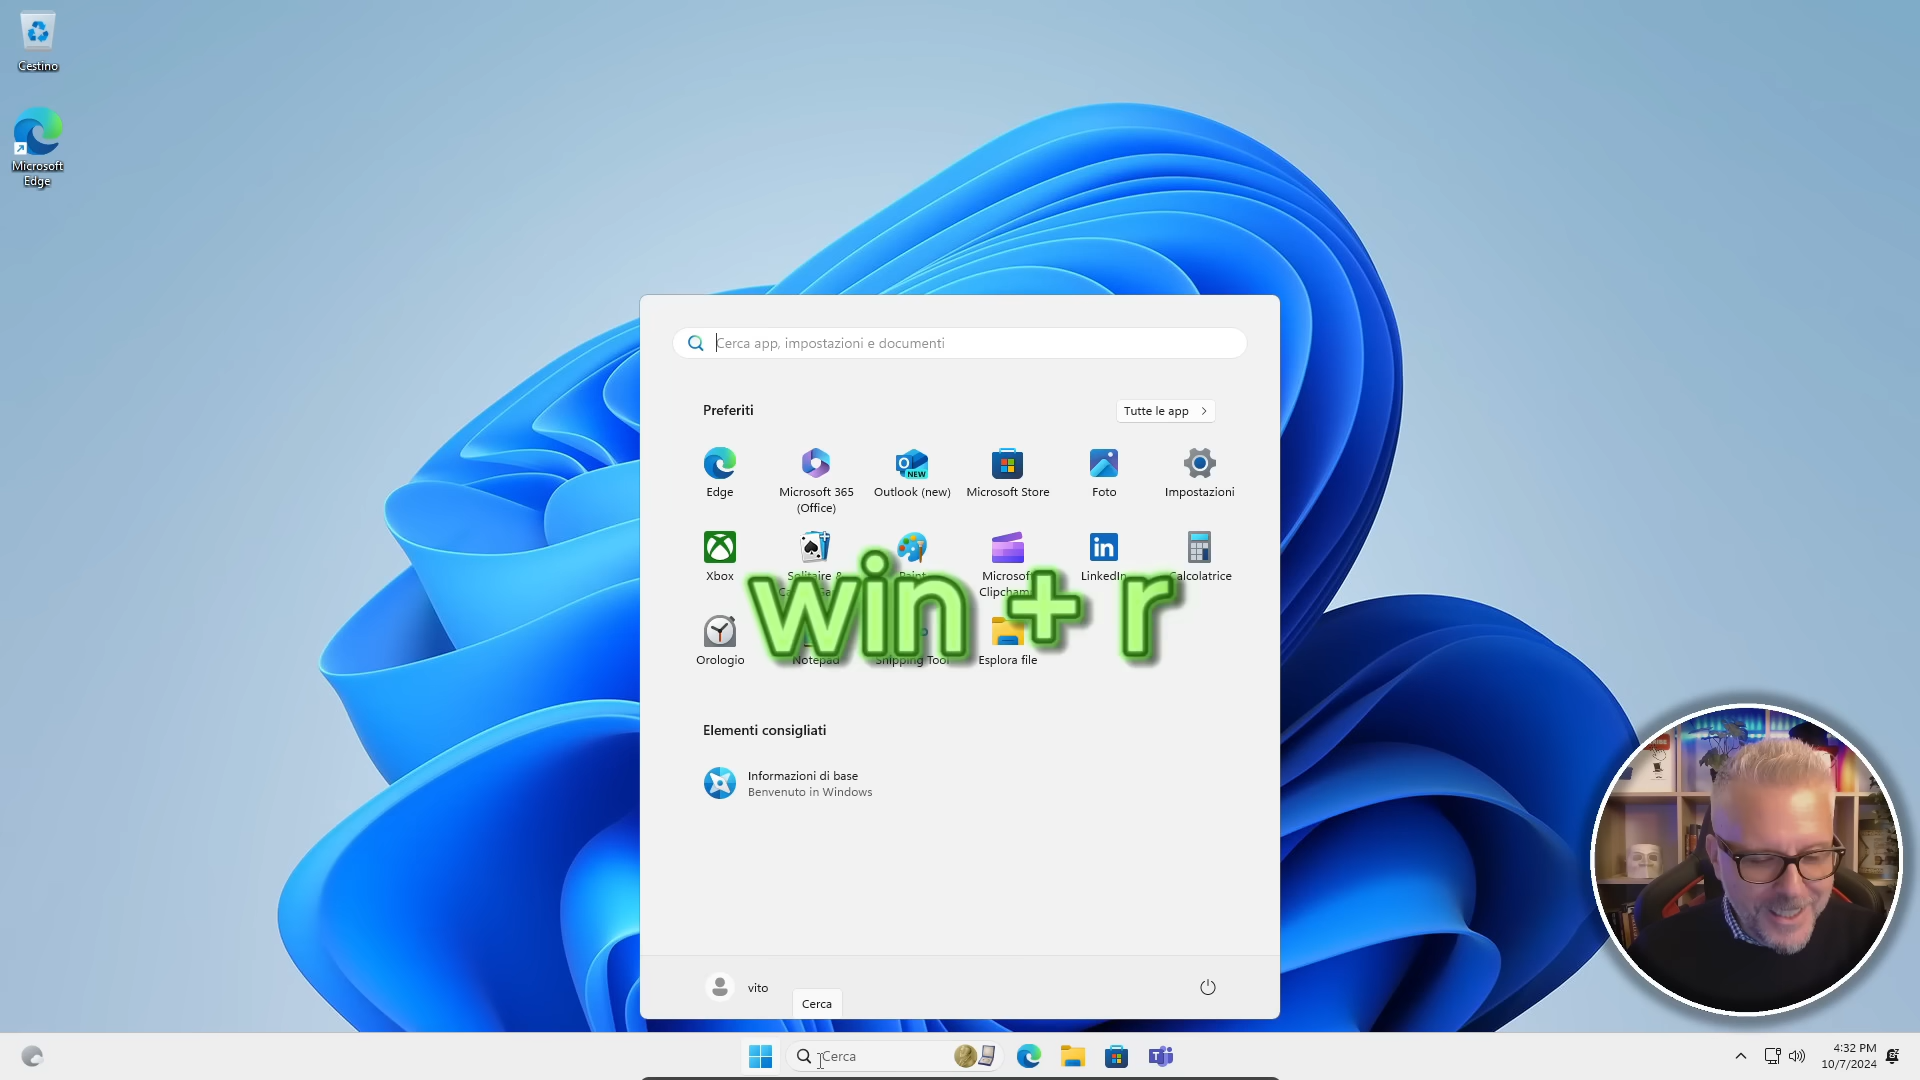 Cestino
Microsoft
Edge
Cerca app, impostazioni e documenti
Preferiti
Tutte le app
Edge
Microsoft 365
(Office)
Outlook (new)
NEW
Microsoft Store
Foto
Impostazioni
Xbox
Solitaire &
Paint
Microsoft
Clipchamp
LinkedIn
Calcolatrice
win + r
Orologio
Notepad
Snipping Tool
Esplora file
Elementi consigliati
Informazioni di base
Benvenuto in Windows
vito
Cerca
Cerca
4:32 PM
10/7/2024